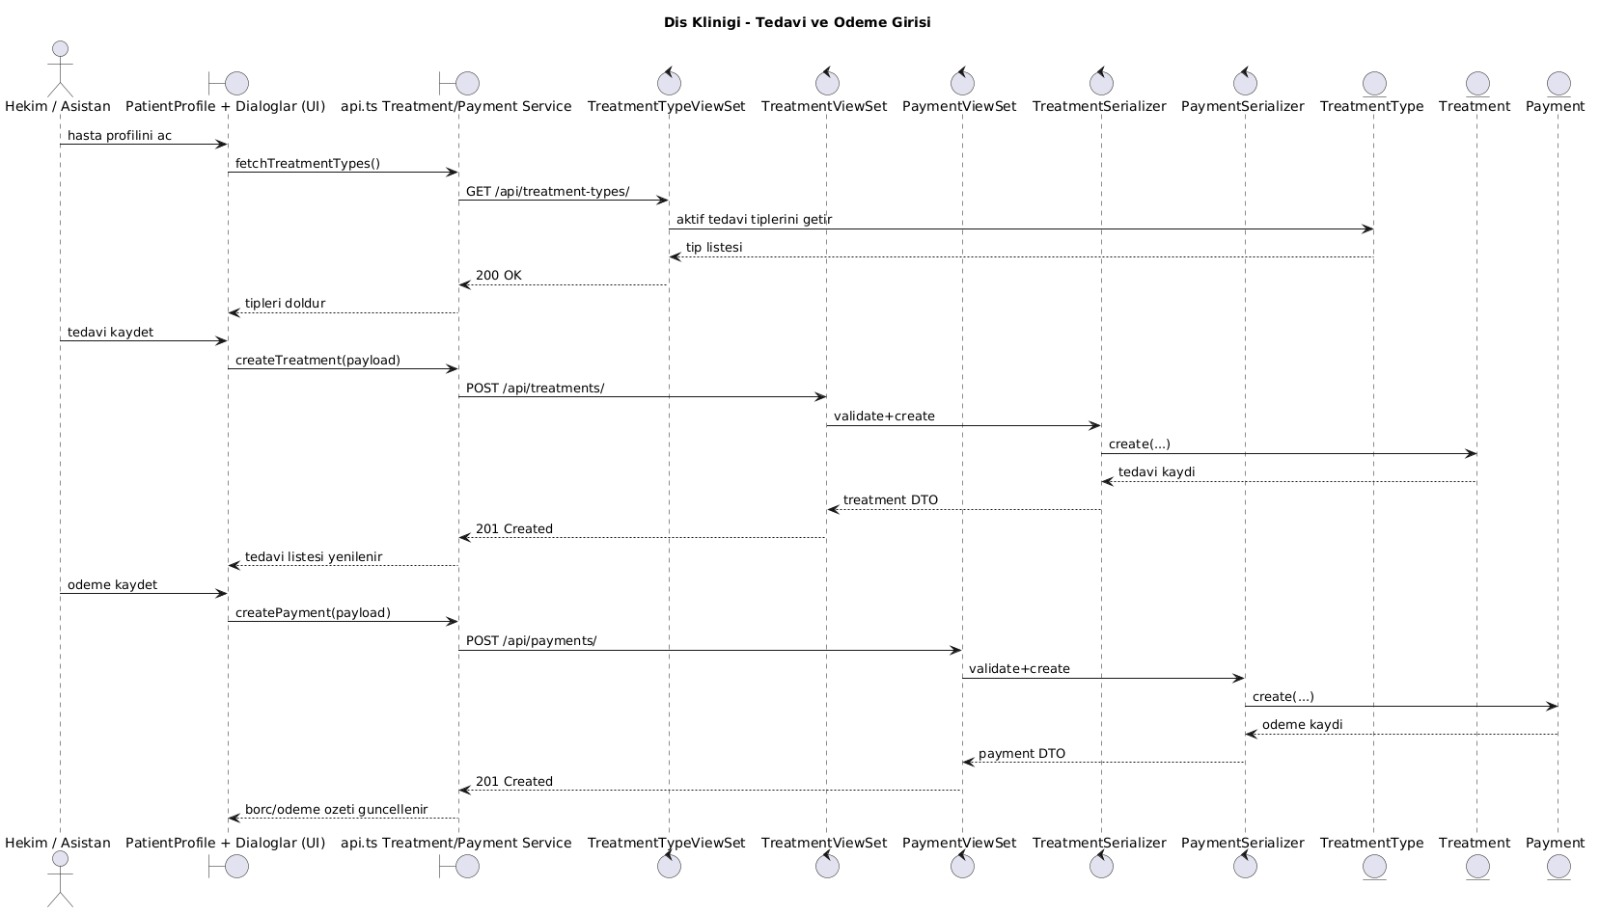 Dis Klinigi - Tedavi ve Odeme Girisi
Hekim / Asistan
PatientProfile + Dialoglar (UI)
api.ts Treatment/Payment Service
TreatmentTypeViewSet
TreatmentViewSet
PaymentViewSet
TreatmentSerializer
PaymentSerializer
TreatmentType
Treatment
Payment
hasta profilini ac
fetchTreatmentTypes()
GET /api/treatment-types/
aktif tedavi tiplerini getir
tip listesi
200 OK
tipleri doldur
tedavi kaydet
createTreatment(payload)
POST /api/treatments/
validate+create
create(...)
tedavi kaydi
treatment DTO
201 Created
tedavi listesi yenilenir
odeme kaydet
createPayment(payload)
POST /api/payments/
validate+create
create(...)
odeme kaydi
payment DTO
201 Created
borc/odeme ozeti guncellenir
Hekim / Asistan
PatientProfile + Dialoglar (UI)
api.ts Treatment/Payment Service
TreatmentTypeViewSet
TreatmentViewSet
PaymentViewSet
TreatmentSerializer
PaymentSerializer
TreatmentType
Treatment
Payment